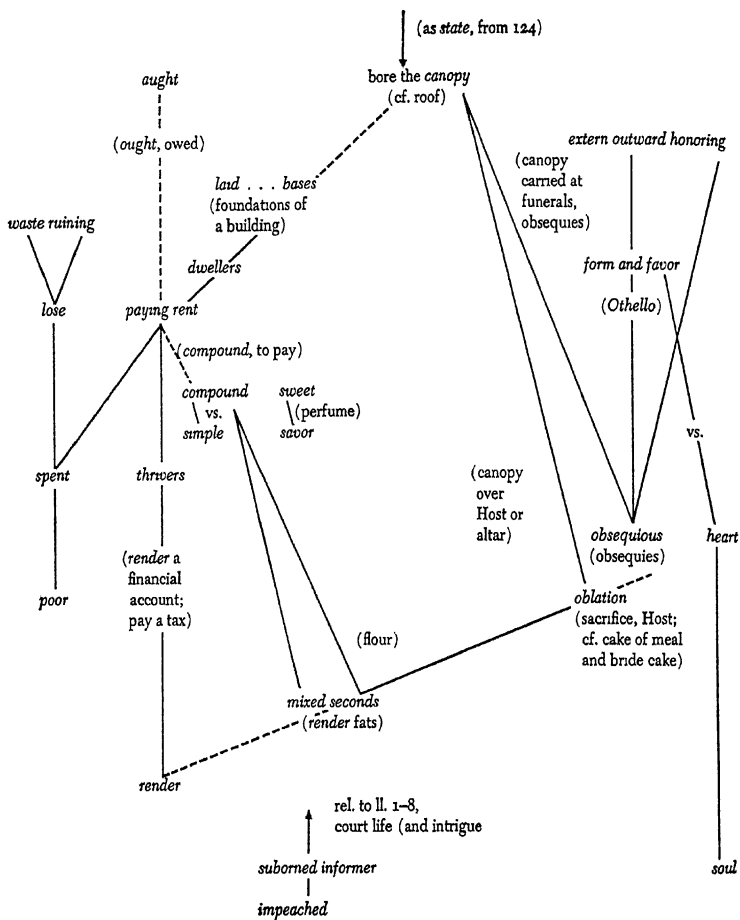 (as state, from 124)
aught
bore the canopy
(cf. roof)
(ought, owed)
extern outward honoring
(canopy
carried at
funerals,
obsequies)
laid . . . bases
(foundations of
a building)
waste ruining
dwellers
form and favor
lose
paying rent
(Othello)
(compound, to pay)
compound
vs.
simple
sweet
(perfume)
savor
vs.
spent
thrivers
(canopy
over
Host or
altar)
obsequious
(obsequies)
heart
(render a
financial
account;
pay a tax)
poor
oblation
(sacrifice, Host;
cf. cake of meal
and bride cake)
(flour)
mixed seconds
(render fats)
render
rel. to ll. 1–8,
court life (and intrigue
suborned informer
soul
impeached